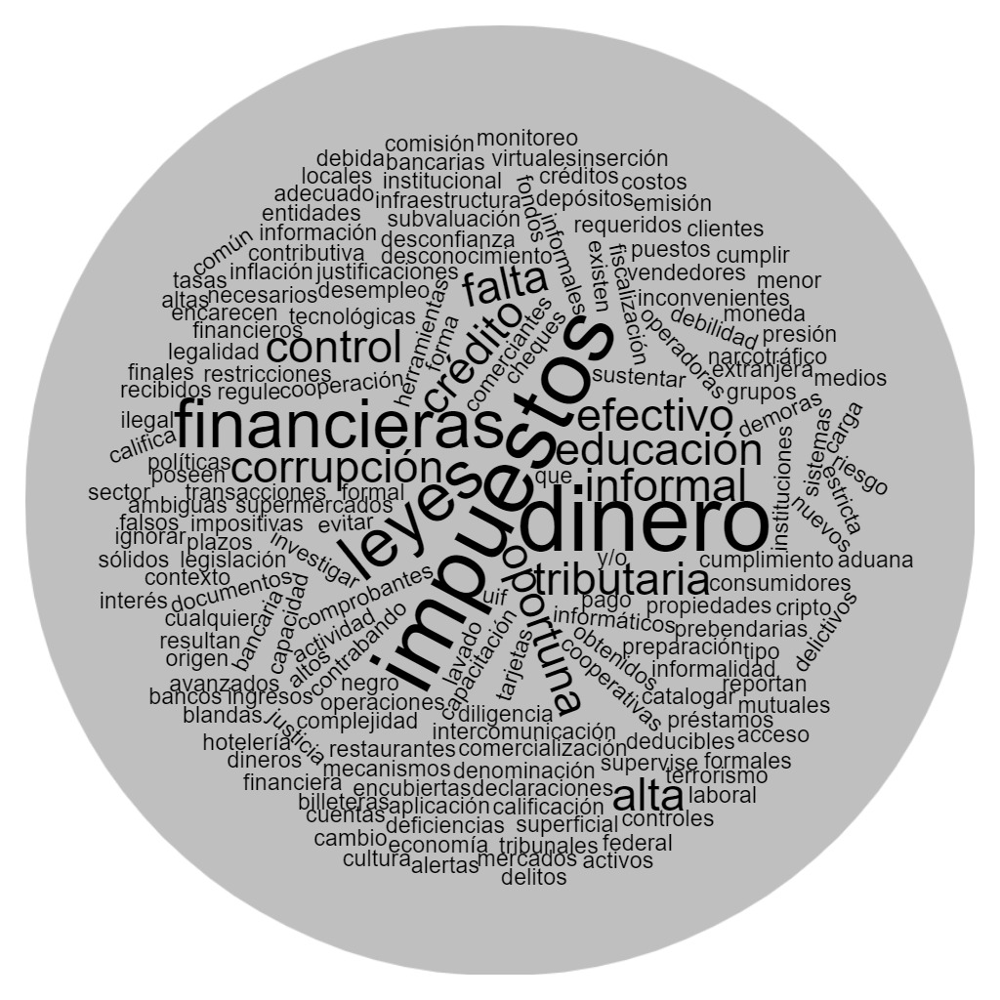 comisión
monitoreo
debida
bancarias
virtuales
inserción
locales
institucional
fondos
créditos
costos
adecuado
infraestructura
depósitos
emisión
entidades
subvaluación
informales
requeridos
clientes
común
información
desconfianza
existen
fiscalización
puestos
cumplir
contributiva
desconocimiento
tasas
inflación
justificaciones
vendedores
menor
altas
necesarios
desempleo
falta
inconvenientes
encarecen
tecnológicas
herramientas
forma
crédito
comerciantes
cheques
operadoras
debilidad
moneda
financieros
legalidad
control
presión
narcotráfico
finales
restricciones
cooperación
sustentar
extranjera
medios
recibidos
regule
grupos
ilegal
financieras
impuestos
efectivo
demoras
sistemas
carga
califica
educación
instituciones
riesgo
políticas
corrupción
poseen
que
informal
estricta
sector
transacciones
formal
leyes
dinero
nuevos
ambiguas
supermercados
falsos
impositivas
evitar
ignorar
plazos
investigar
sólidos
legislación
y/o
cumplimiento
aduana
contexto
oportuna
tributaria
consumidores
interés
documentos
comprobantes
uif
pago
propiedades
cripto
cualquiera
bancaria
capacidad
actividad
informáticos
prebendarias
delictivos
resultan
contrabando
lavado
capacitación
tarjetas
obtenidos
preparación
tipo
origen
altos
cooperativas
informalidad
avanzados
negro
reportan
bancos
ingresos
operaciones
catalogar
mutuales
blandas
justicia
complejidad
diligencia
préstamos
intercomunicación
deducibles
acceso
hotelería
restaurantes
comercialización
dineros
mecanismos
denominación
supervise
formales
financiera
encubiertas
declaraciones
terrorismo
billeteras
aplicación
calificación
alta
laboral
cuentas
deficiencias
superficial
controles
cambio
economía
tribunales
federal
cultura
alertas
mercados
activos
delitos